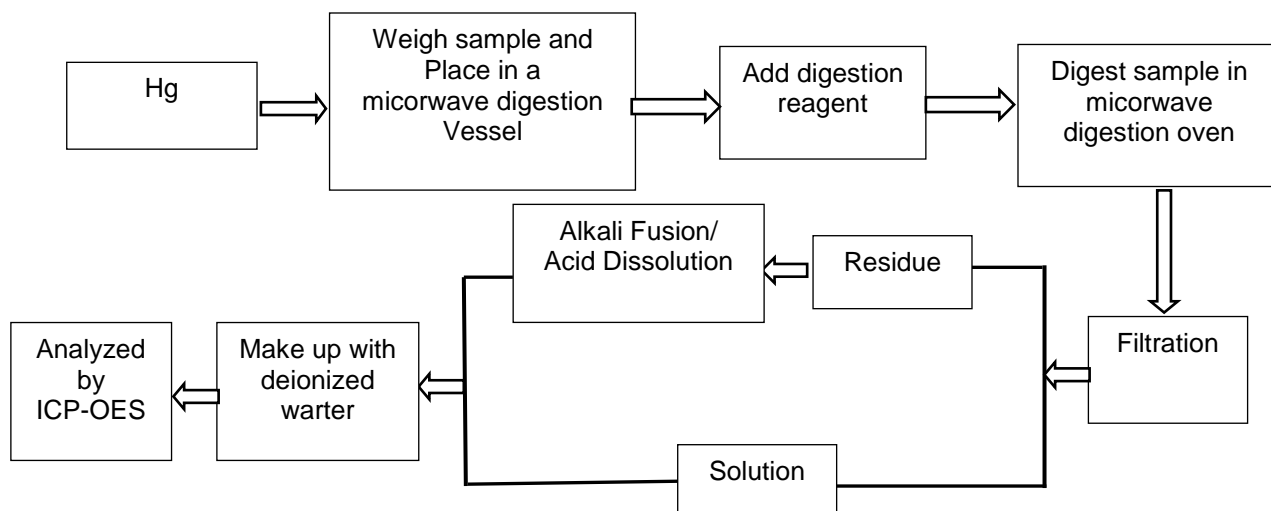 Hg
Weigh sample and
Place in a
micorwave digestion
Vessel
Add digestion
reagent
Digest sample in
micorwave
digestion oven
Filtration
Residue
Alkali Fusion/
Acid Dissolution
Solution
Make up with
deionized
warter
Analyzed
by
ICP-OES